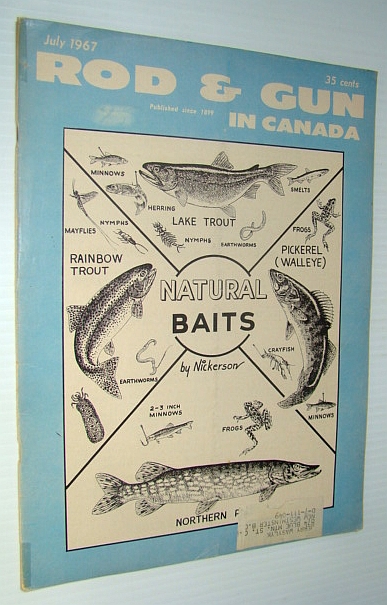 July 1967
35 cents
ROD & GUN
Published since 1899
IN CANADA
MINNOWS
SMELTS
HERRING
LAKE TROUT
NYMPHS
MAYFLIES
NYMPHS
EARTHWORMS
FROGS
RAINBOW
TROUT
PICKEREL
(WALLEYE)
NATURAL
BAITS
by Nickerson
CRAYFISH
EARTHWORMS
2-3 INCH
MINNOWS
FROGS
MINNOWS
NORTHERN